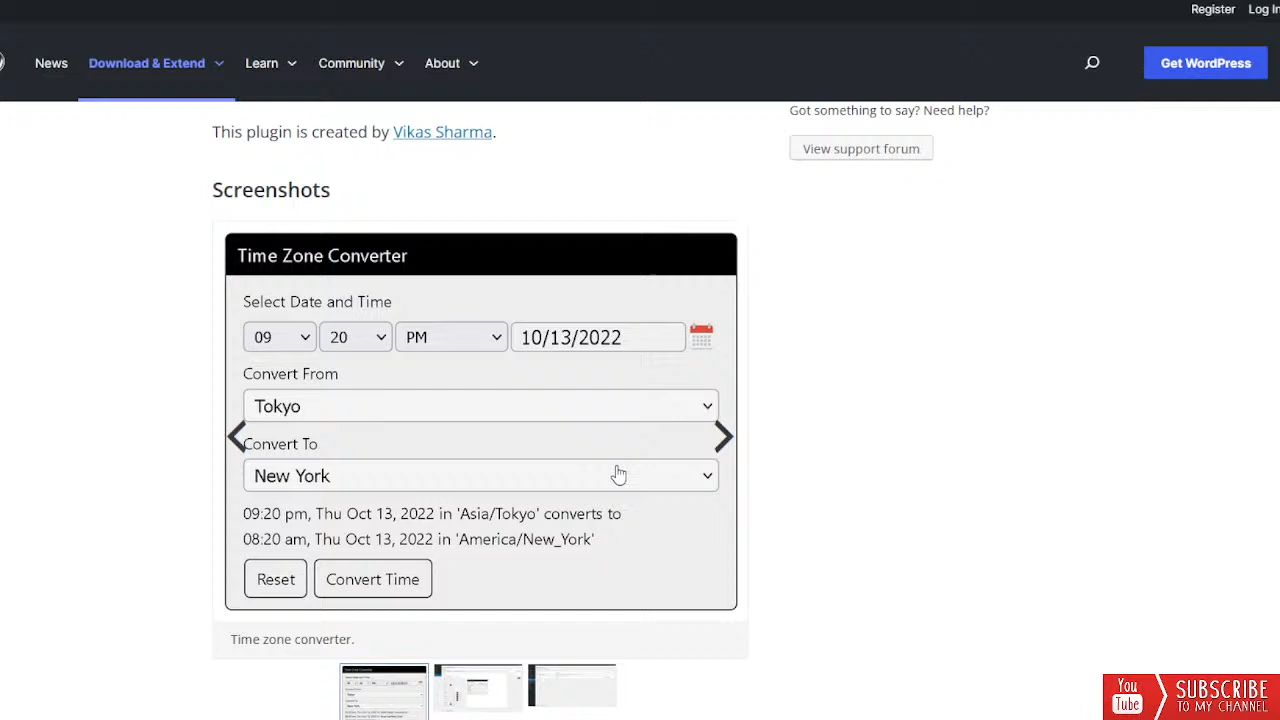 Register Log In
News Download & Extend Learn Community About Get WordPress
Got something to say? Need help?
This plugin is created by Vikas Sharma.
View support forum
Screenshots
Time Zone Converter
Select Date and Time
09 20 PM 10/13/2022
Convert From
Tokyo
Convert To
New York
09:20 pm, Thu Oct 13, 2022 in 'Asia/Tokyo' converts to
08:20 am, Thu Oct 13, 2022 in 'America/New_York'
Reset Convert Time
Time zone converter.
You Tube SUBSCRIBE
TO MY CHANNEL